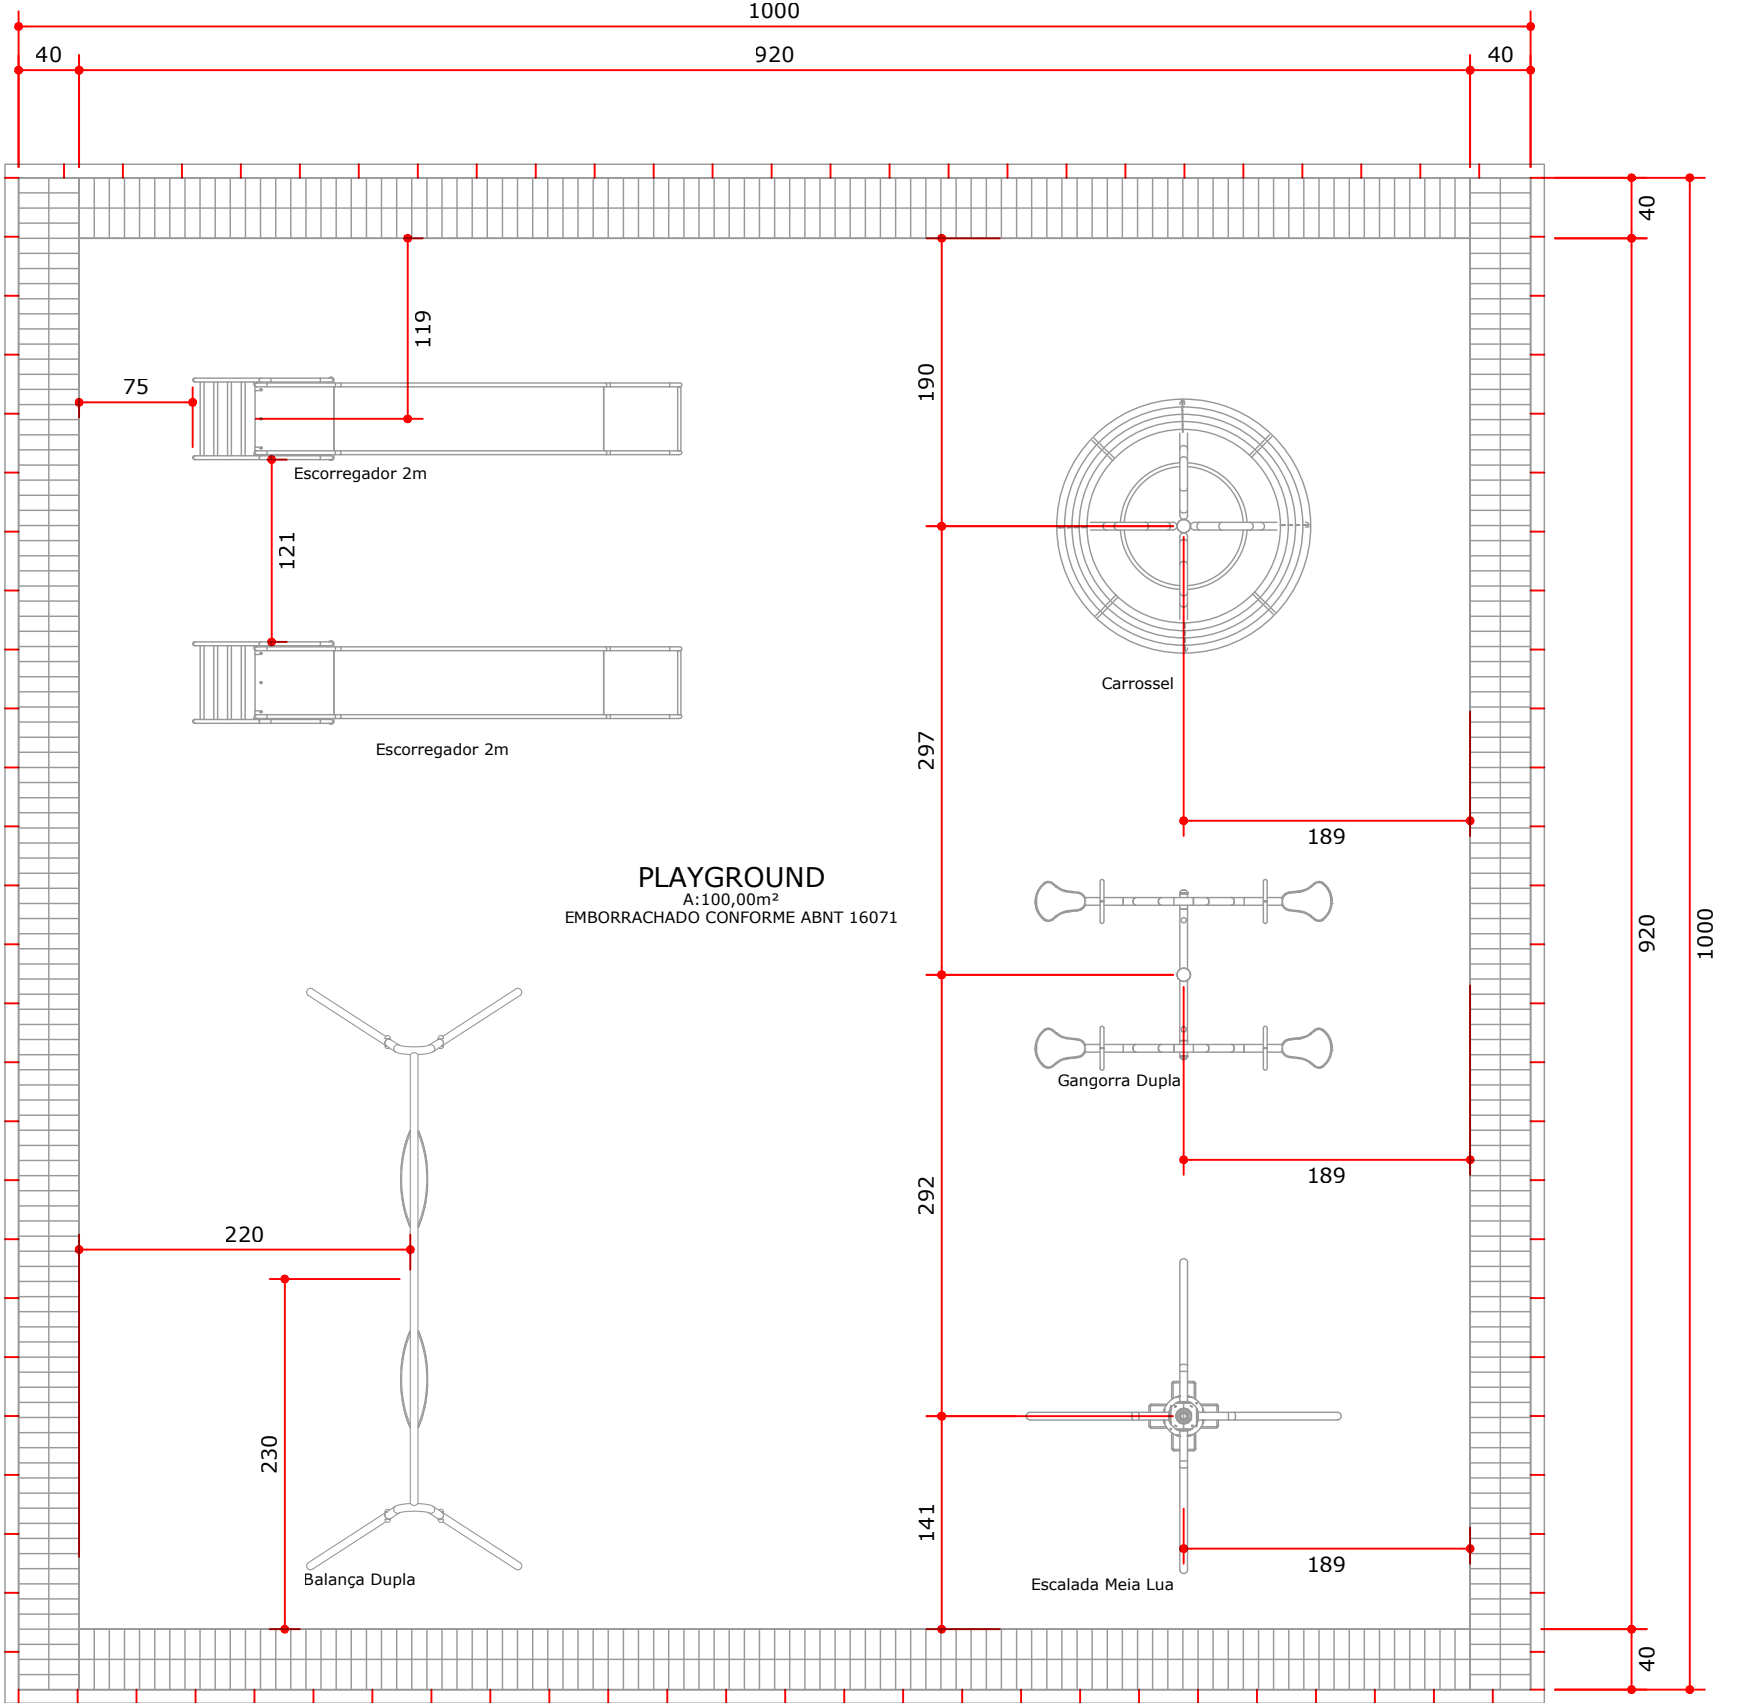 1000
40
920
40
40
119
190
75
Escorregador 2m
121
Carrossel
297
Escorregador 2m
189
PLAYGROUND
A:100,00m²
EMBORRACHADO CONFORME ABNT 16071
920
1000
Gangorra Dupla
189
292
220
230
141
189
Balança Dupla
Escalada Meia Lua
40